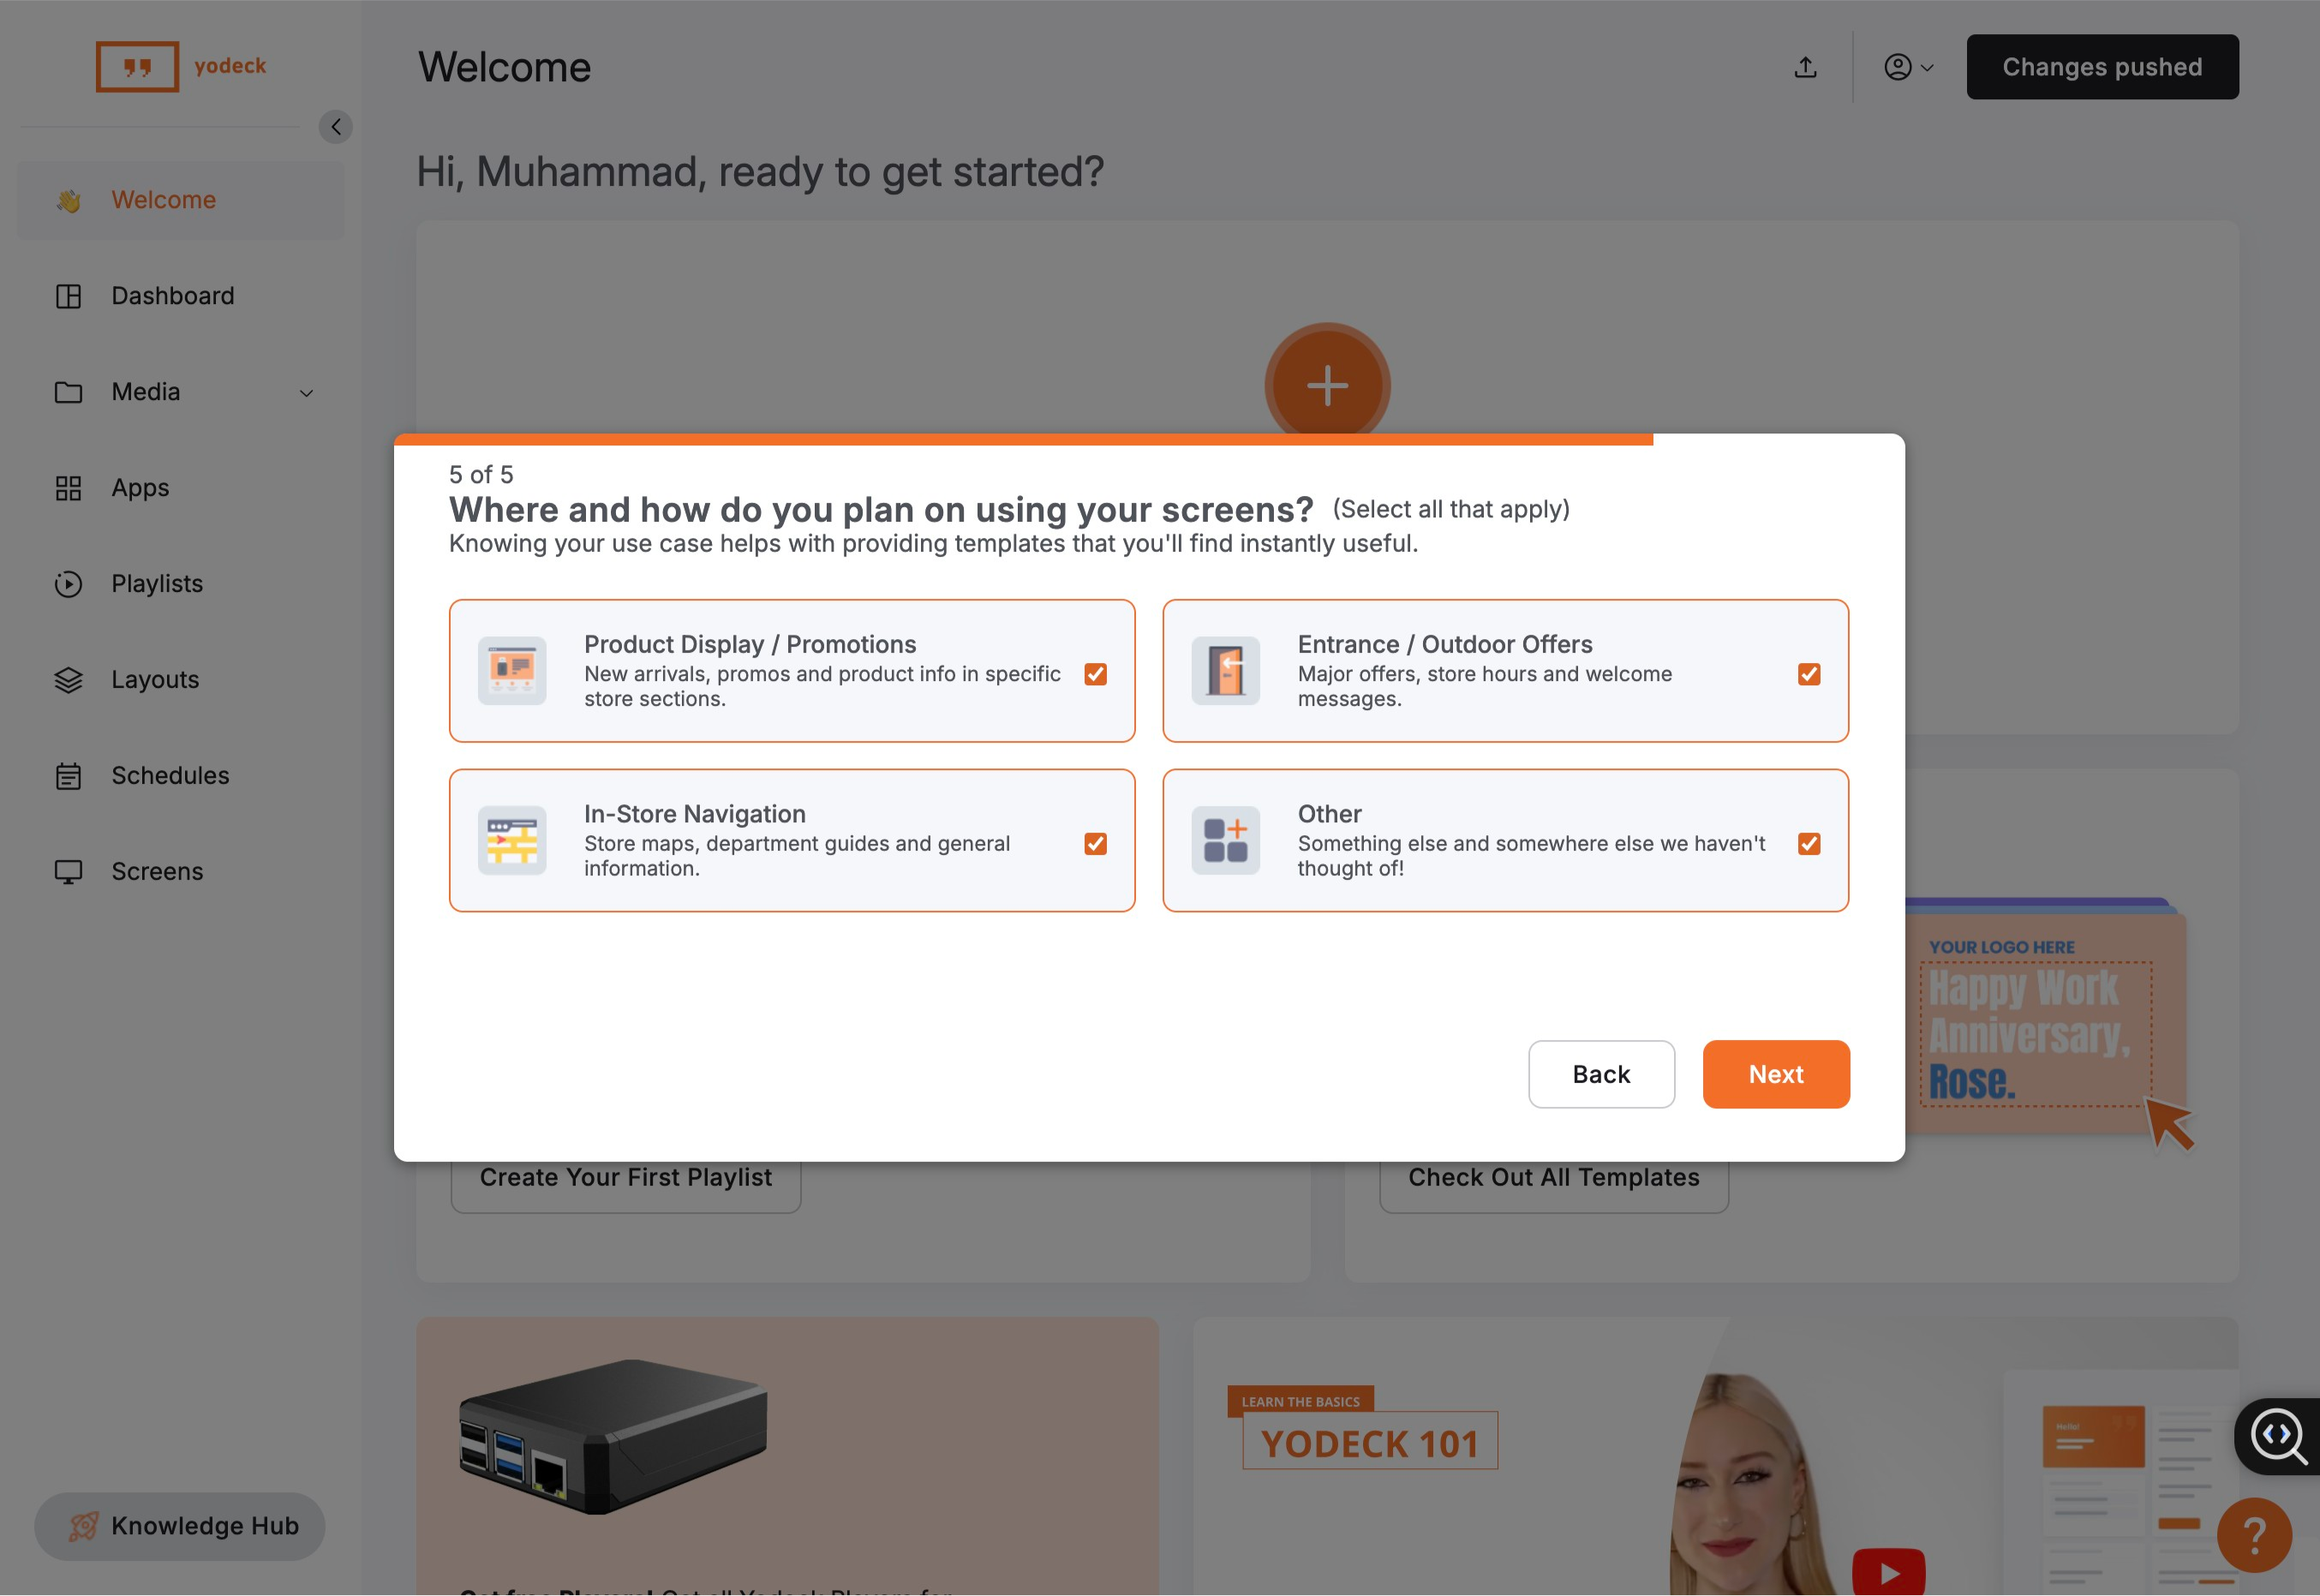 yodeck
Welcome
Changes pushed
Hi, Muhammad, ready to get started?
Welcome
Dashboard
Media
Apps
Playlists
Layouts
Schedules
Screens
Knowledge Hub
5 of 5
Where and how do you plan on using your screens? (Select all that apply)
Knowing your use case helps with providing templates that you'll find instantly useful.
Product Display / Promotions
New arrivals, promos and product info in specific
store sections.
Entrance / Outdoor Offers
Major offers, store hours and welcome
messages.
In-Store Navigation
Store maps, department guides and general
information.
Other
Something else and somewhere else we haven't
thought of!
Back
Next
YOUR LOGO HERE
Happy Work
Anniversary,
Rose.
Create Your First Playlist
Check Out All Templates
LEARN THE BASICS
YODECK 101
Hello!
?